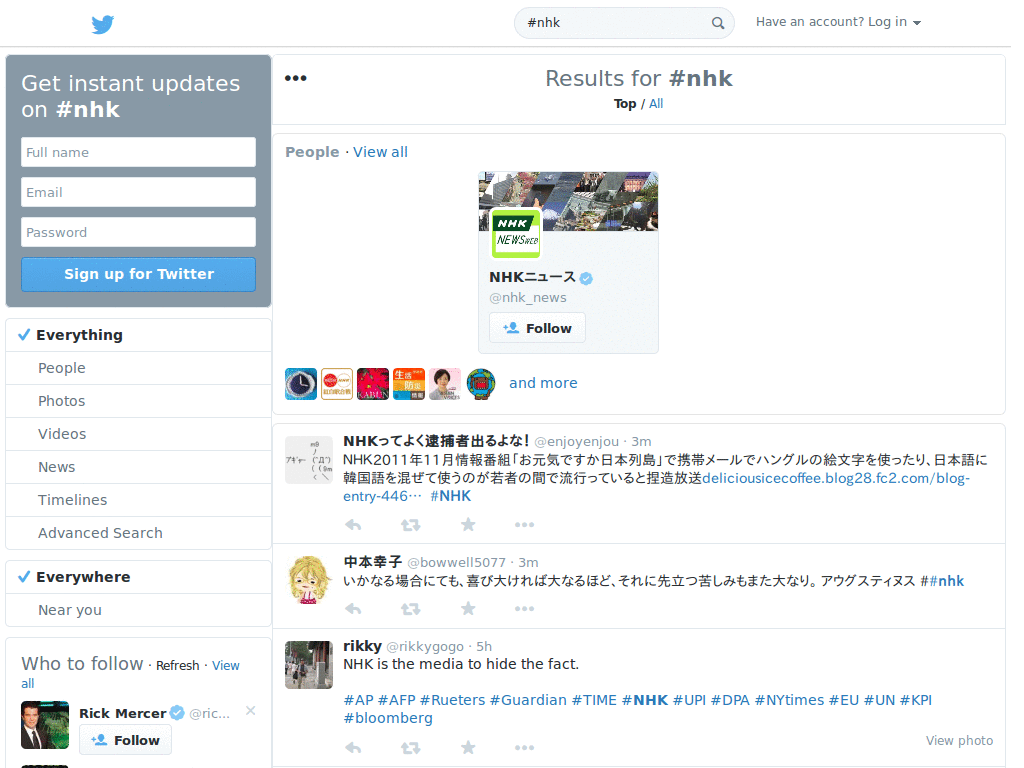 #nhk
Have an account? Log in
Get instant updates
on #nhk
Full name
Email
Password
Sign up for Twitter
Everything
People
Photos
Videos
News
Timelines
Advanced Search
Everywhere
Near you
Who to follow · Refresh · View
all
Rick Mercer @ric...
Follow
Results for #nhk
Top / All
People · View all
NHK
NEWSWEB
NHKニュース
@nhk_news
Follow
and more
NHKってよく逮捕者出るよな! @enjoyenjou · 3m
NHK2011年11月情報番組「お元気ですか日本列島」で携帯メールでハングルの絵文字を使ったり、日本語に
韓国語を混ぜて使うのが若者の間で流行っていると捏造放送deliciousicecoffee.blog28.fc2.com/blog-
entry-446… #NHK
中本幸子 @bowwell5077 · 3m
いかなる場合にても、喜び大ければ大なるほど、それに先立つ苦しみもまた大なり。 アウグスティヌス ##nhk
rikky @rikkygogo · 5h
NHK is the media to hide the fact.
#AP #AFP #Rueters #Guardian #TIME #NHK #UPI #DPA #NYtimes #EU #UN #KPI
#bloomberg
View photo